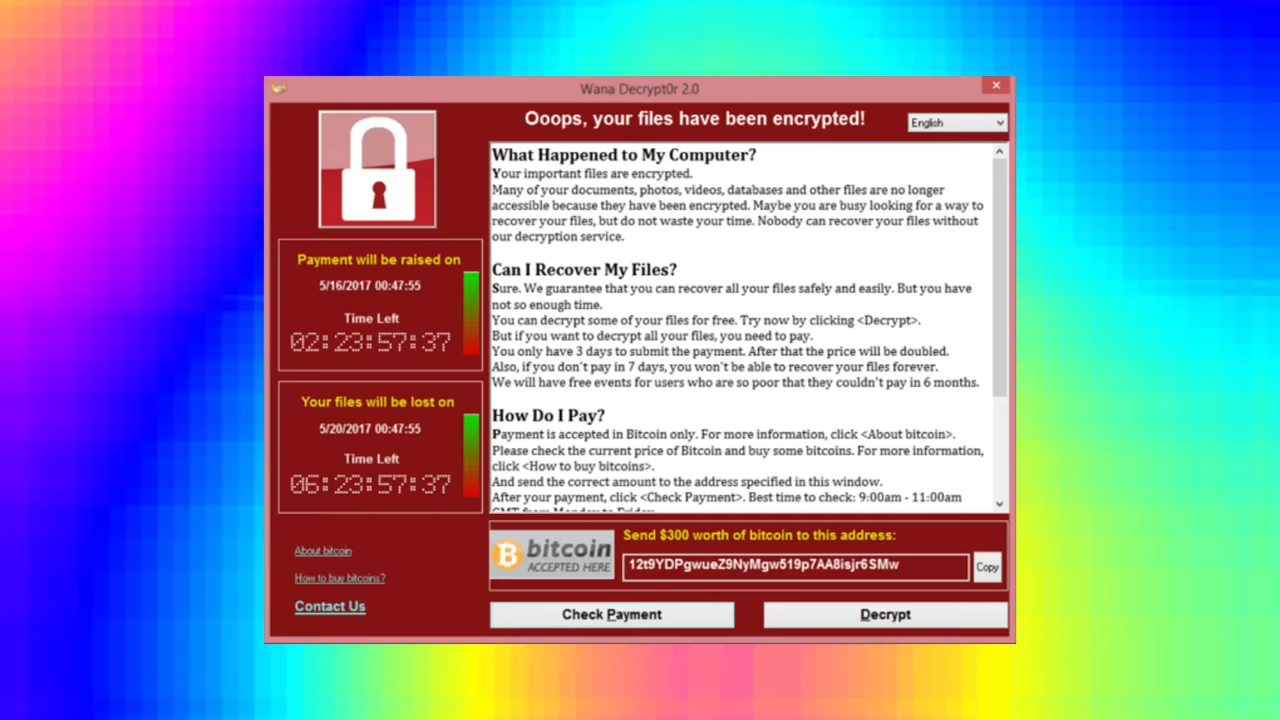 Wana Decrypt0r 2.0
Ooops, your files have been encrypted!
English
Payment will be raised on
5/16/2017 00:47:55
Time Left
02:23:57:37
Your files will be lost on
5/20/2017 00:47:55
Time Left
06:23:57:37
About bitcoin
How to buy bitcoins?
Contact Us
What Happened to My Computer?
Your important files are encrypted.
Many of your documents, photos, videos, databases and other files are no longer
accessible because they have been encrypted. Maybe you are busy looking for a way to
recover your files, but do not waste your time. Nobody can recover your files without
our decryption service.
Can I Recover My Files?
Sure. We guarantee that you can recover all your files safely and easily. But you have
not so enough time.
You can decrypt some of your files for free. Try now by clicking <Decrypt>.
But if you want to decrypt all your files, you need to pay.
You only have 3 days to submit the payment. After that the price will be doubled.
Also, if you don't pay in 7 days, you won't be able to recover your files forever.
We will have free events for users who are so poor that they couldn't pay in 6 months.
How Do I Pay?
Payment is accepted in Bitcoin only. For more information, click <About bitcoin>.
Please check the current price of Bitcoin and buy some bitcoins. For more information,
click <How to buy bitcoins>.
And send the correct amount to the address specified in this window.
After your payment, click <Check Payment>. Best time to check: 9:00am - 11:00am
GMT from Monday to Friday
bitcoin
ACCEPTED HERE
Send $300 worth of bitcoin to this address:
12t9YDPgwueZ9NyMgw519p7AA8isjr6SMw
Copy
Check Payment
Decrypt